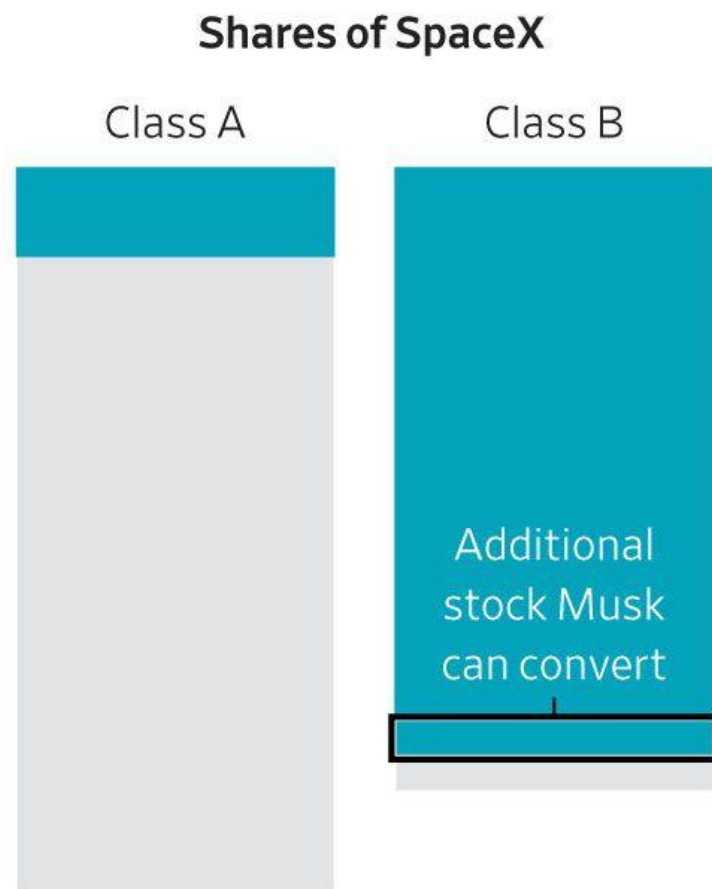 Shares of SpaceX
Class A
Class B
Additional
stock Musk
can convert